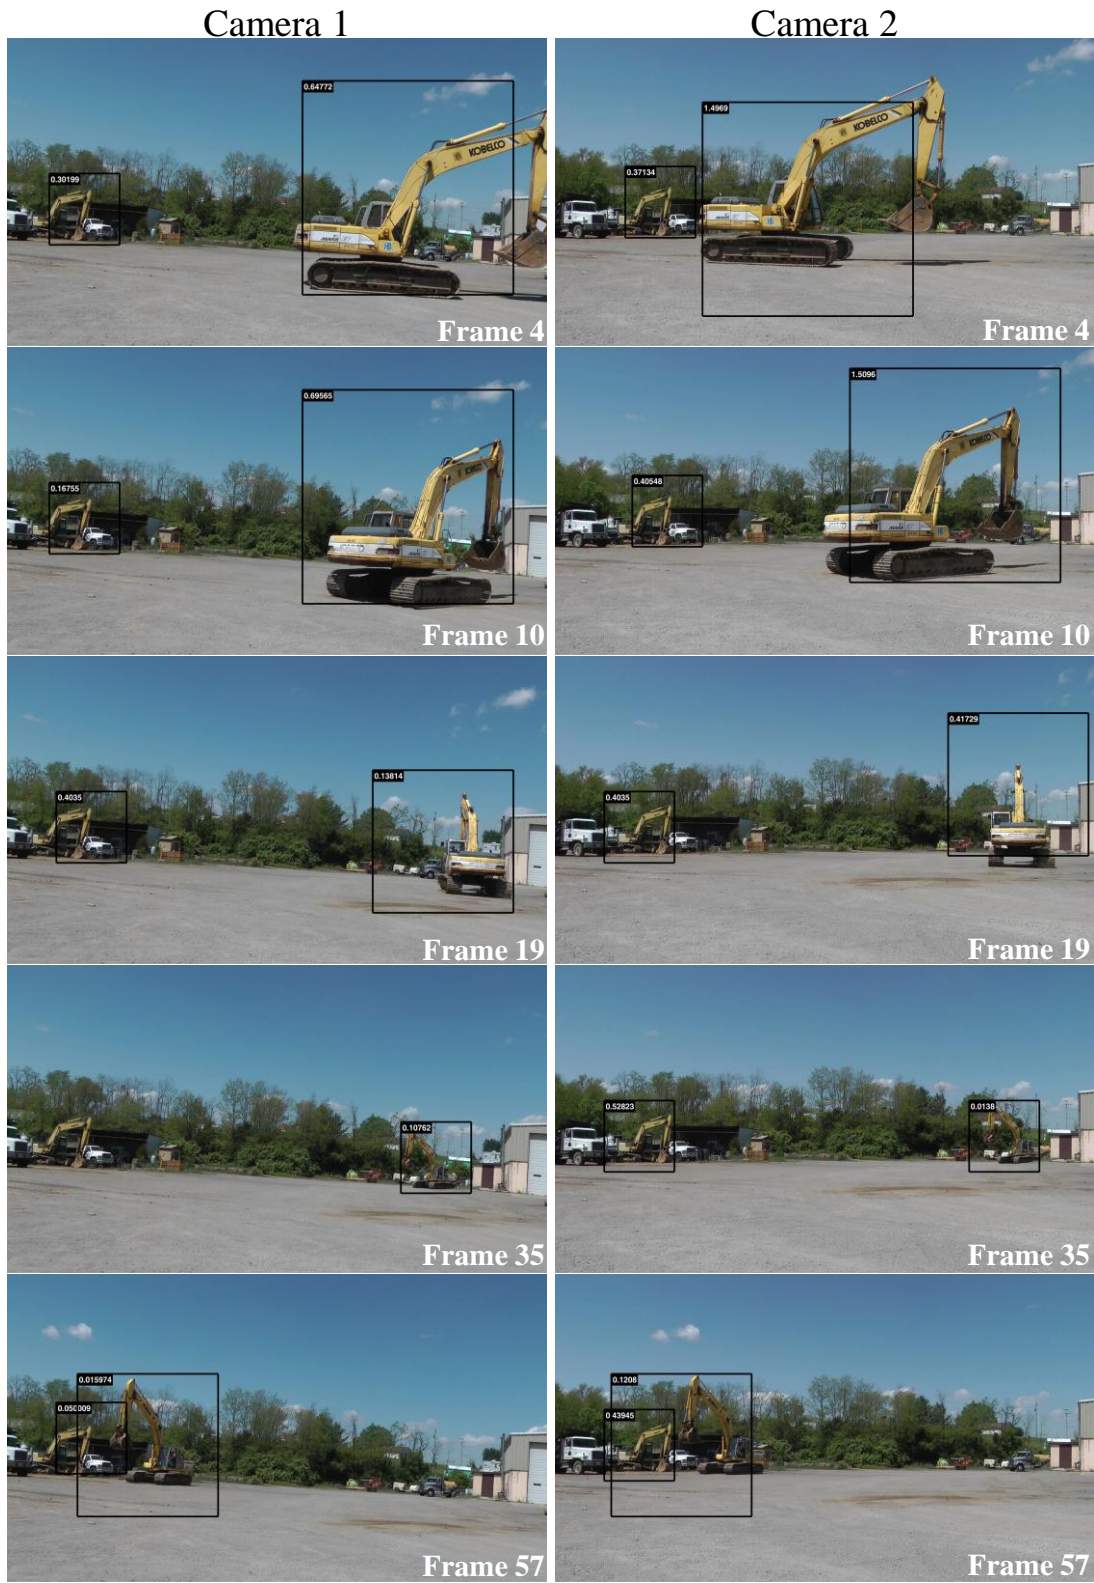 Camera 1
Camera 2
0.64772
0.30199
KOBELCO
Frame 4
1.4969
0.37134
KOBELCO
Frame 4
0.69565
0.16755
KOBELCO
Frame 10
1.5096
0.40548
KOBELCO
Frame 10
0.13814
0.4035
Frame 19
0.41729
0.4035
Frame 19
0.10762
Frame 35
0.52823
0.0138
Frame 35
0.015974
Frame 57
0.1208
0.43945
Frame 57